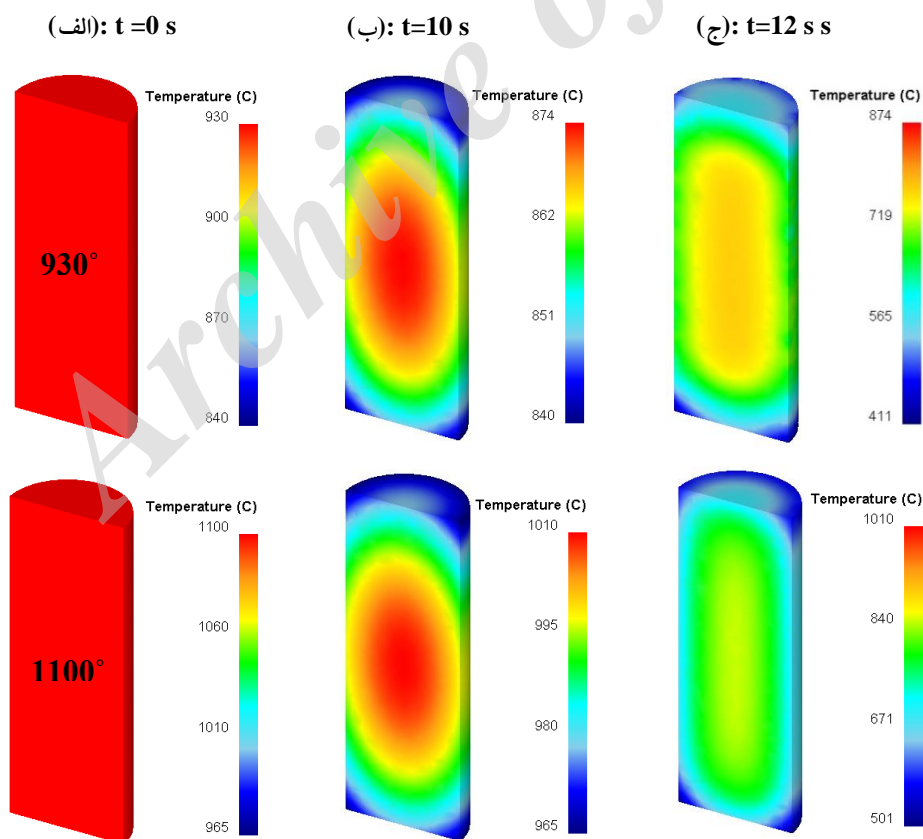 (الف): t =0 s
(ب): t=10 s
(ج): t=12 s s
Temperature (C)
930
900
870
840
930°
Temperature (C)
874
862
851
840
Temperature (C)
874
719
565
411
Temperature (C)
1100
1060
1010
965
1100°
Temperature (C)
1010
995
980
965
Temperature (C)
1010
840
671
501
Archive of